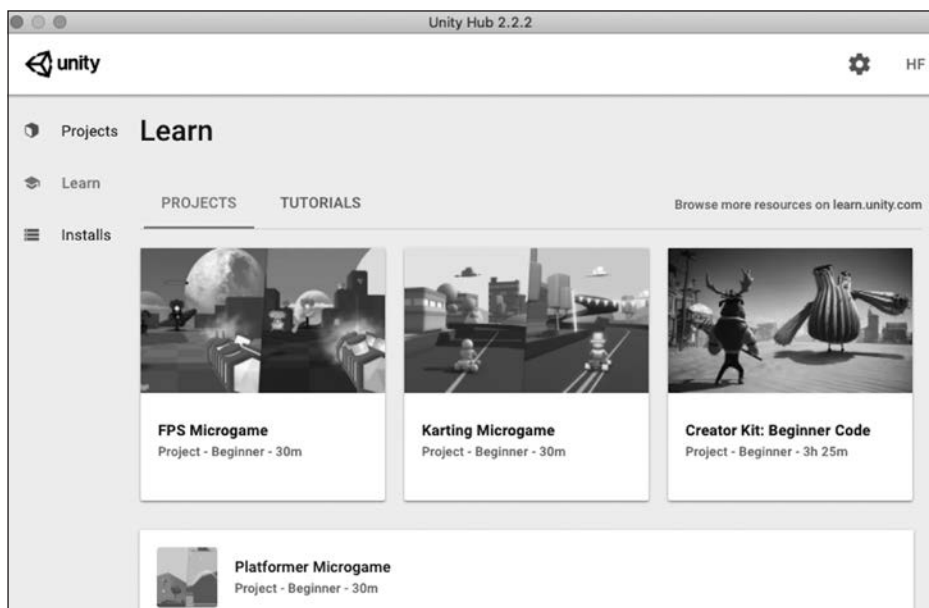 Unity Hub 2.2.2
unity
HF
Projects
Learn
Installs
Learn
PROJECTS TUTORIALS
Browse more resources on learn.unity.com
FPS Microgame
Project - Beginner - 30m
Karting Microgame
Project - Beginner - 30m
Creator Kit: Beginner Code
Project - Beginner - 3h 25m
Platformer Microgame
Project - Beginner - 30m